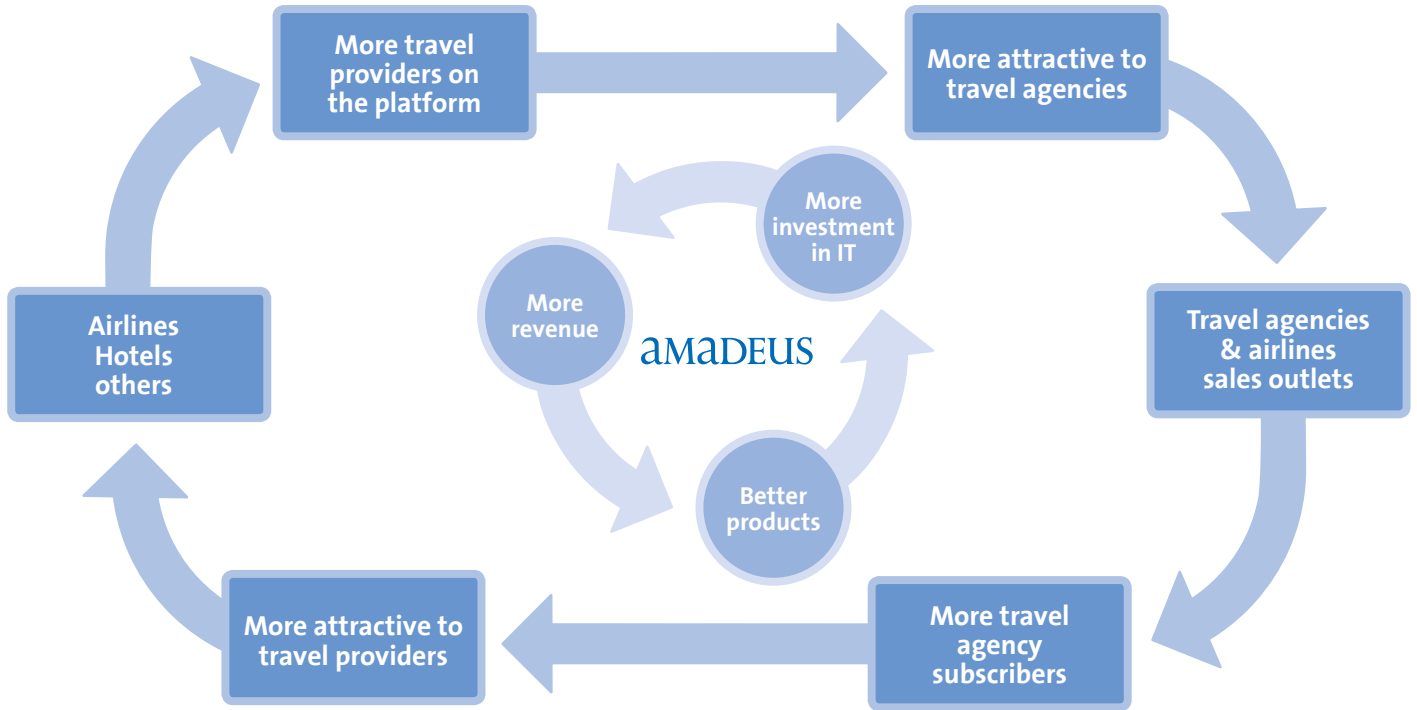 More travel
providers on
the platform
More attractive to
travel agencies
More
investment
in IT
More
revenue
Airlines
Hotels
others
amadeus
Travel agencies
& airlines
sales outlets
Better
products
More attractive to
travel providers
More travel
agency
subscribers